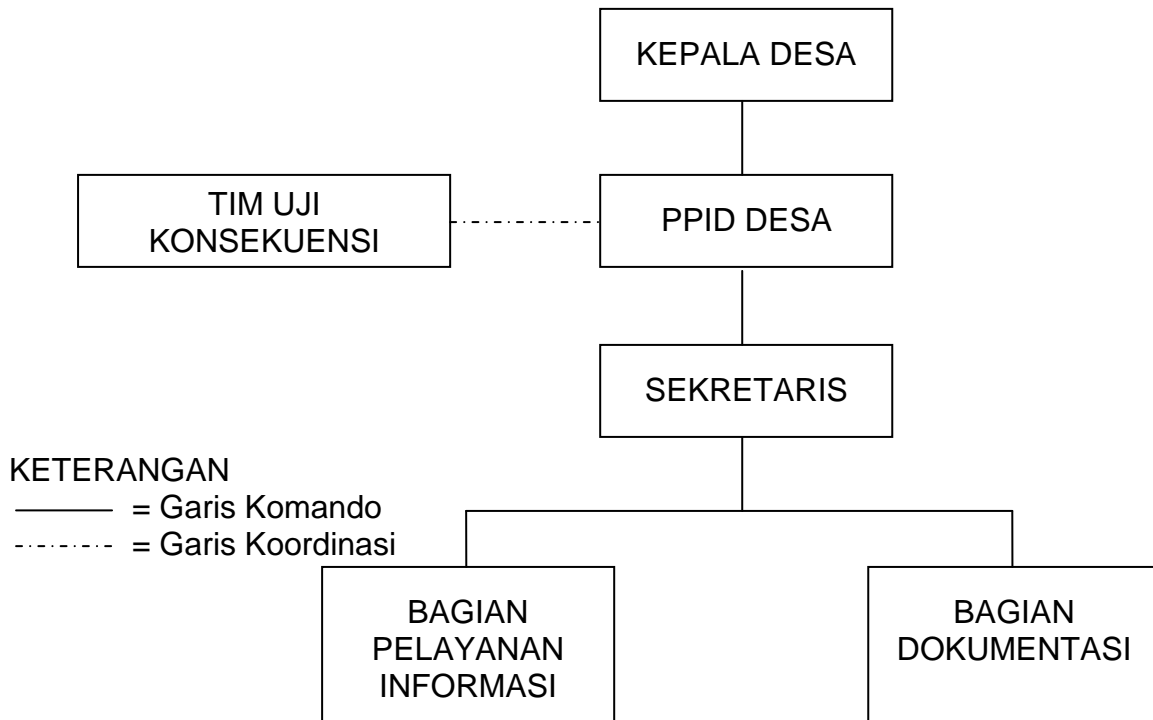 KEPALA DESA
TIM UJI
KONSEKUENSI
PPID DESA
SEKRETARIS
KETERANGAN
= Garis Komando
= Garis Koordinasi
BAGIAN
PELAYANAN
INFORMASI
BAGIAN
DOKUMENTASI